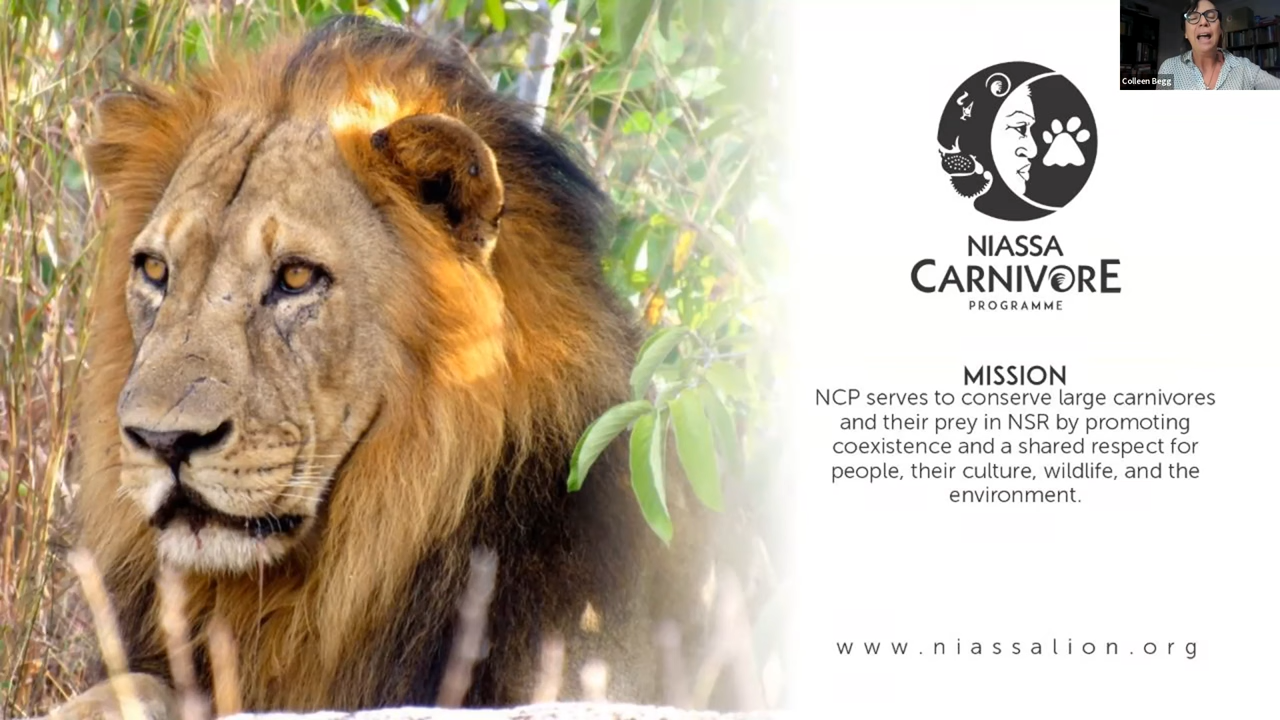 Colleen Begg
NIASSA
CARNIVORE
PROGRAMME
MISSION
NCP serves to conserve large carnivores
and their prey in NSR by promoting
coexistence and a shared respect for
people, their culture, wildlife, and the
environment.
www.niassalion.org